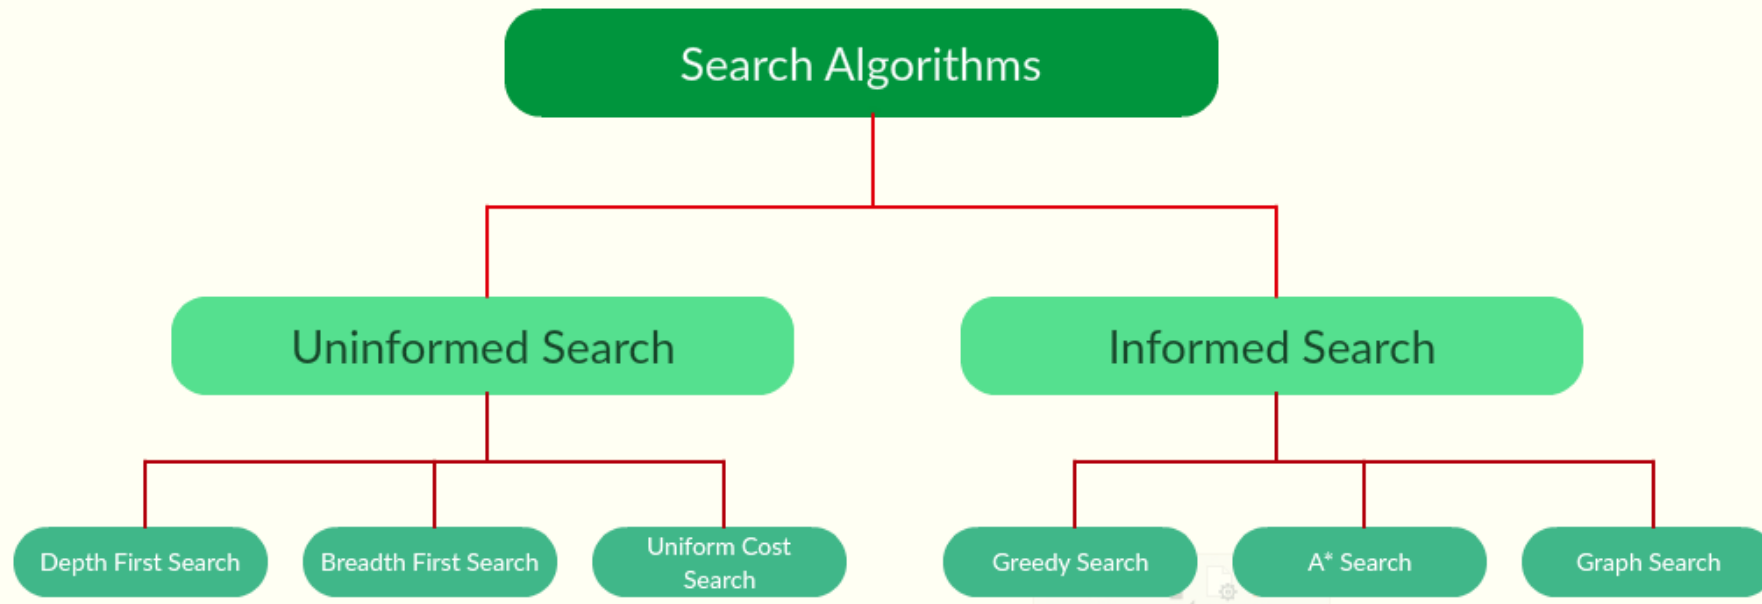 Search Algorithms
Uninformed Search
Informed Search
Depth First Search
Breadth First Search
Uniform Cost
Search
Greedy Search
A* Search
Graph Search